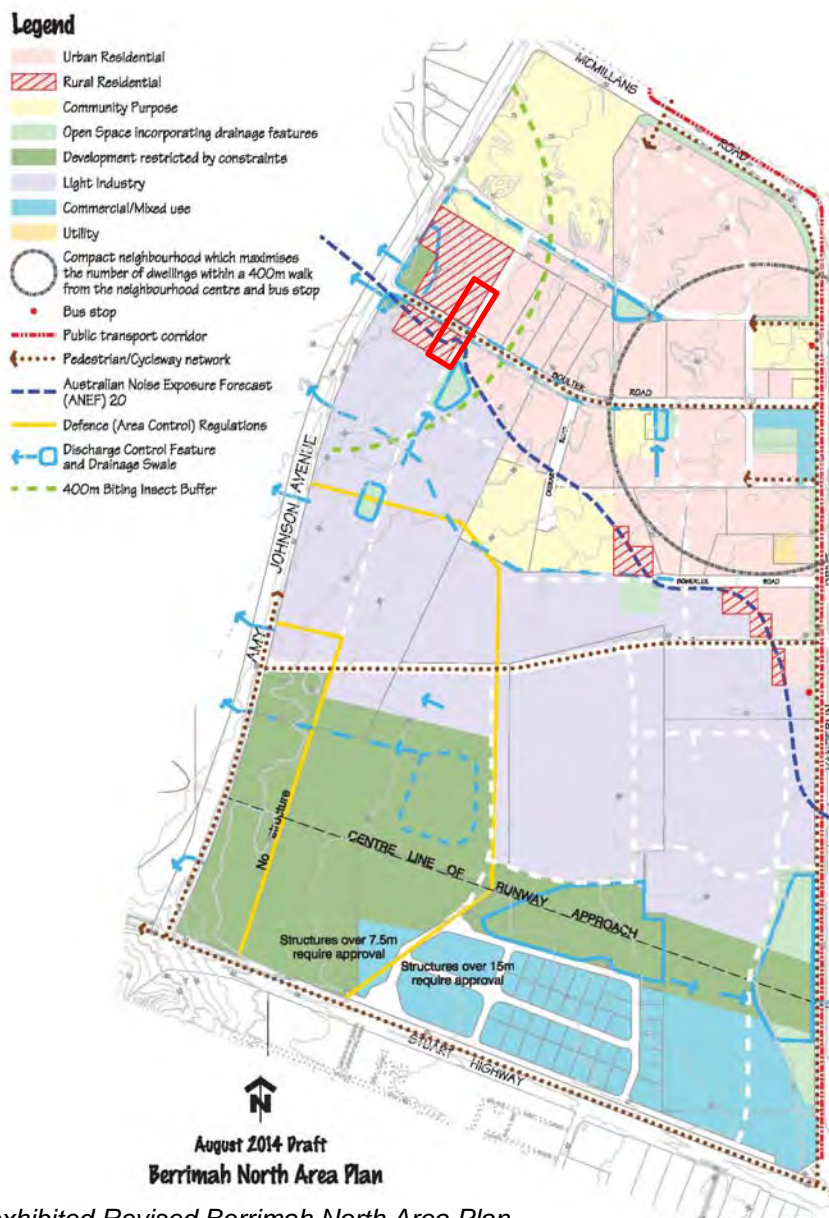 Legend
Urban Residential
Rural Residential
Community Purpose
Open Space incorporating drainage features
Development restricted by constraints
Light Industry
Commercial/Mixed use
Utility
Compact neighbourhood which maximises
the number of dwellings within a 400m walk
from the neighbourhood centre and bus stop
Bus stop
Public transport corridor
Pedestrian/Cycleway network
Australian Noise Exposure Forecast
(ANEF) 20
Defence (Area Control) Regulations
Discharge Control Feature
and Drainage Swale
400m Biting Insect Buffer
MCMILLANS
ROAD
BOULTER
ROAD
ROAD
JOHNSON AVENUE
AMY
ROAD
No structure
CENTRE LINE OF RUNWAY APPROACH
Structures over 7.5m
require approval
Structures over 15m
require approval
STUART HIGHWAY
N
August 2014 Draft
Berrimah North Area Plan
exhibited Revised Berrimah North Area Plan